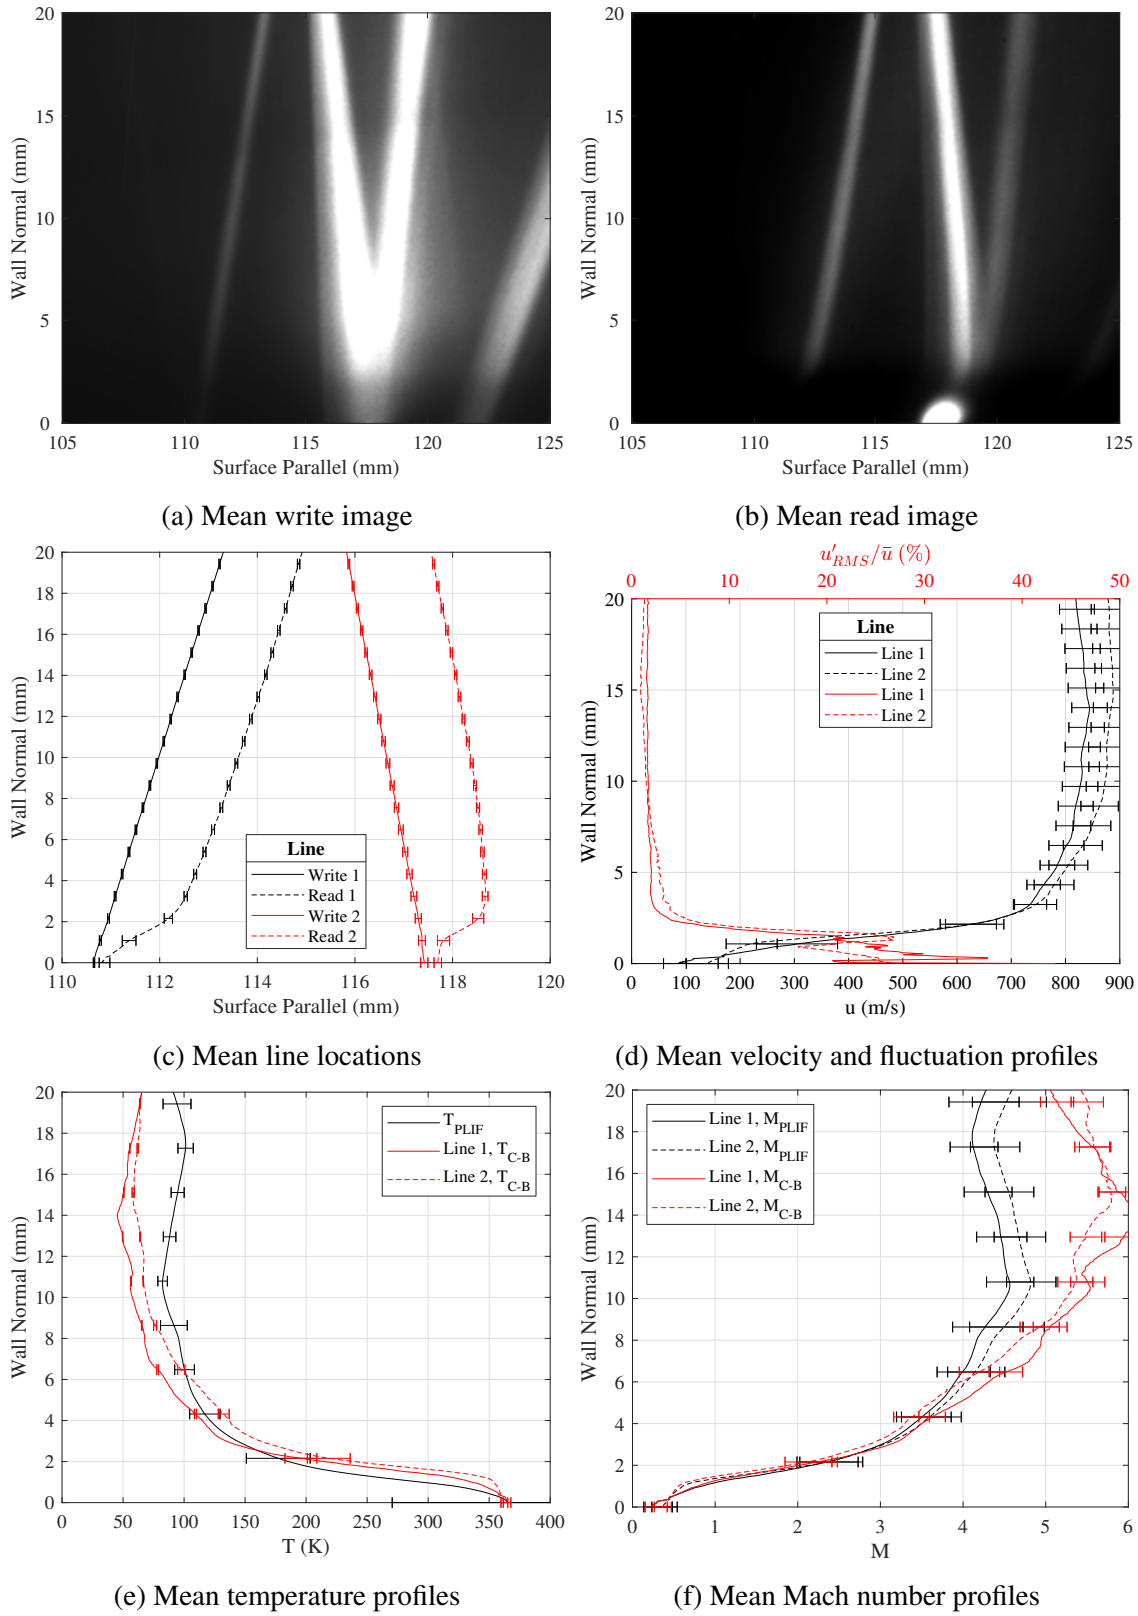 20
15
10
5
0
105
110
115
120
125
Wall Normal (mm)
Surface Parallel (mm)
(a) Mean write image
20
15
10
5
0
105
110
115
120
125
Wall Normal (mm)
Surface Parallel (mm)
(b) Mean read image
20
18
16
14
12
10
8
6
4
2
0
110
112
114
116
118
120
Wall Normal (mm)
Surface Parallel (mm)
Line
Write 1
Read 1
Write 2
Read 2
(c) Mean line locations
u'RMS/ū (%)
0
10
20
30
40
50
20
15
10
5
0
0
100
200
300
400
500
600
700
800
900
Wall Normal (mm)
u (m/s)
Line
Line 1
Line 2
Line 1
Line 2
(d) Mean velocity and fluctuation profiles
20
18
16
14
12
10
8
6
4
2
0
0
50
100
150
200
250
300
350
400
Wall Normal (mm)
T (K)
TPLIF
Line 1, TC-B
Line 2, TC-B
(e) Mean temperature profiles
20
18
16
14
12
10
8
6
4
2
0
0
1
2
3
4
5
6
Wall Normal (mm)
M
Line 1, MPLIF
Line 2, MPLIF
Line 1, MC-B
Line 2, MC-B
(f) Mean Mach number profiles